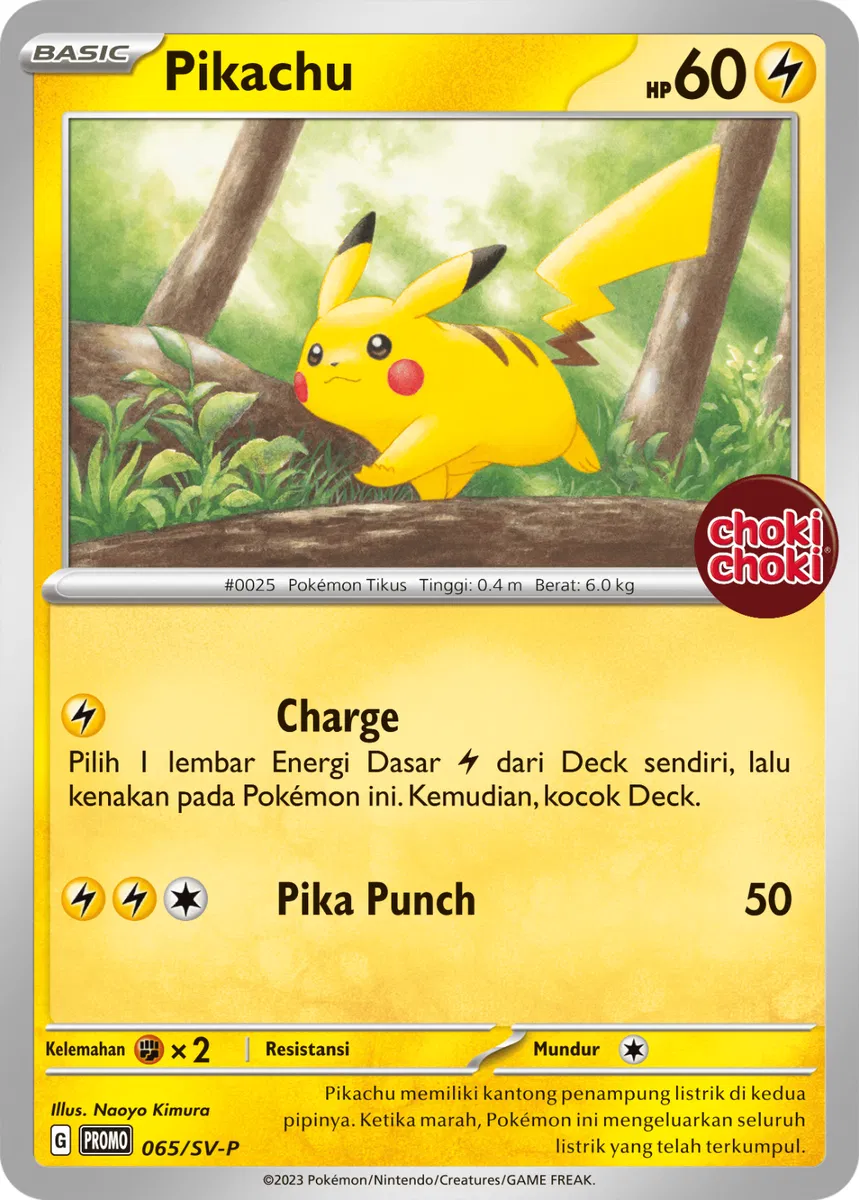 BASIC
Pikachu
HP 60
choki
choki®
#0025 Pokémon Tikus Tinggi: 0.4 m Berat: 6.0 kg
Charge
Pilih 1 lembar Energi Dasar dari Deck sendiri, lalu
kenakan pada Pokémon ini. Kemudian, kocok Deck.
Pika Punch 50
Kelemahan ×2 Resistansi Mundur
Illus. Naoyo Kimura
G PROMO 065/SV-P
Pikachu memiliki kantong penampung listrik di kedua
pipinya. Ketika marah, Pokémon ini mengeluarkan seluruh
listrik yang telah terkumpul.
©2023 Pokémon/Nintendo/Creatures/GAME FREAK.